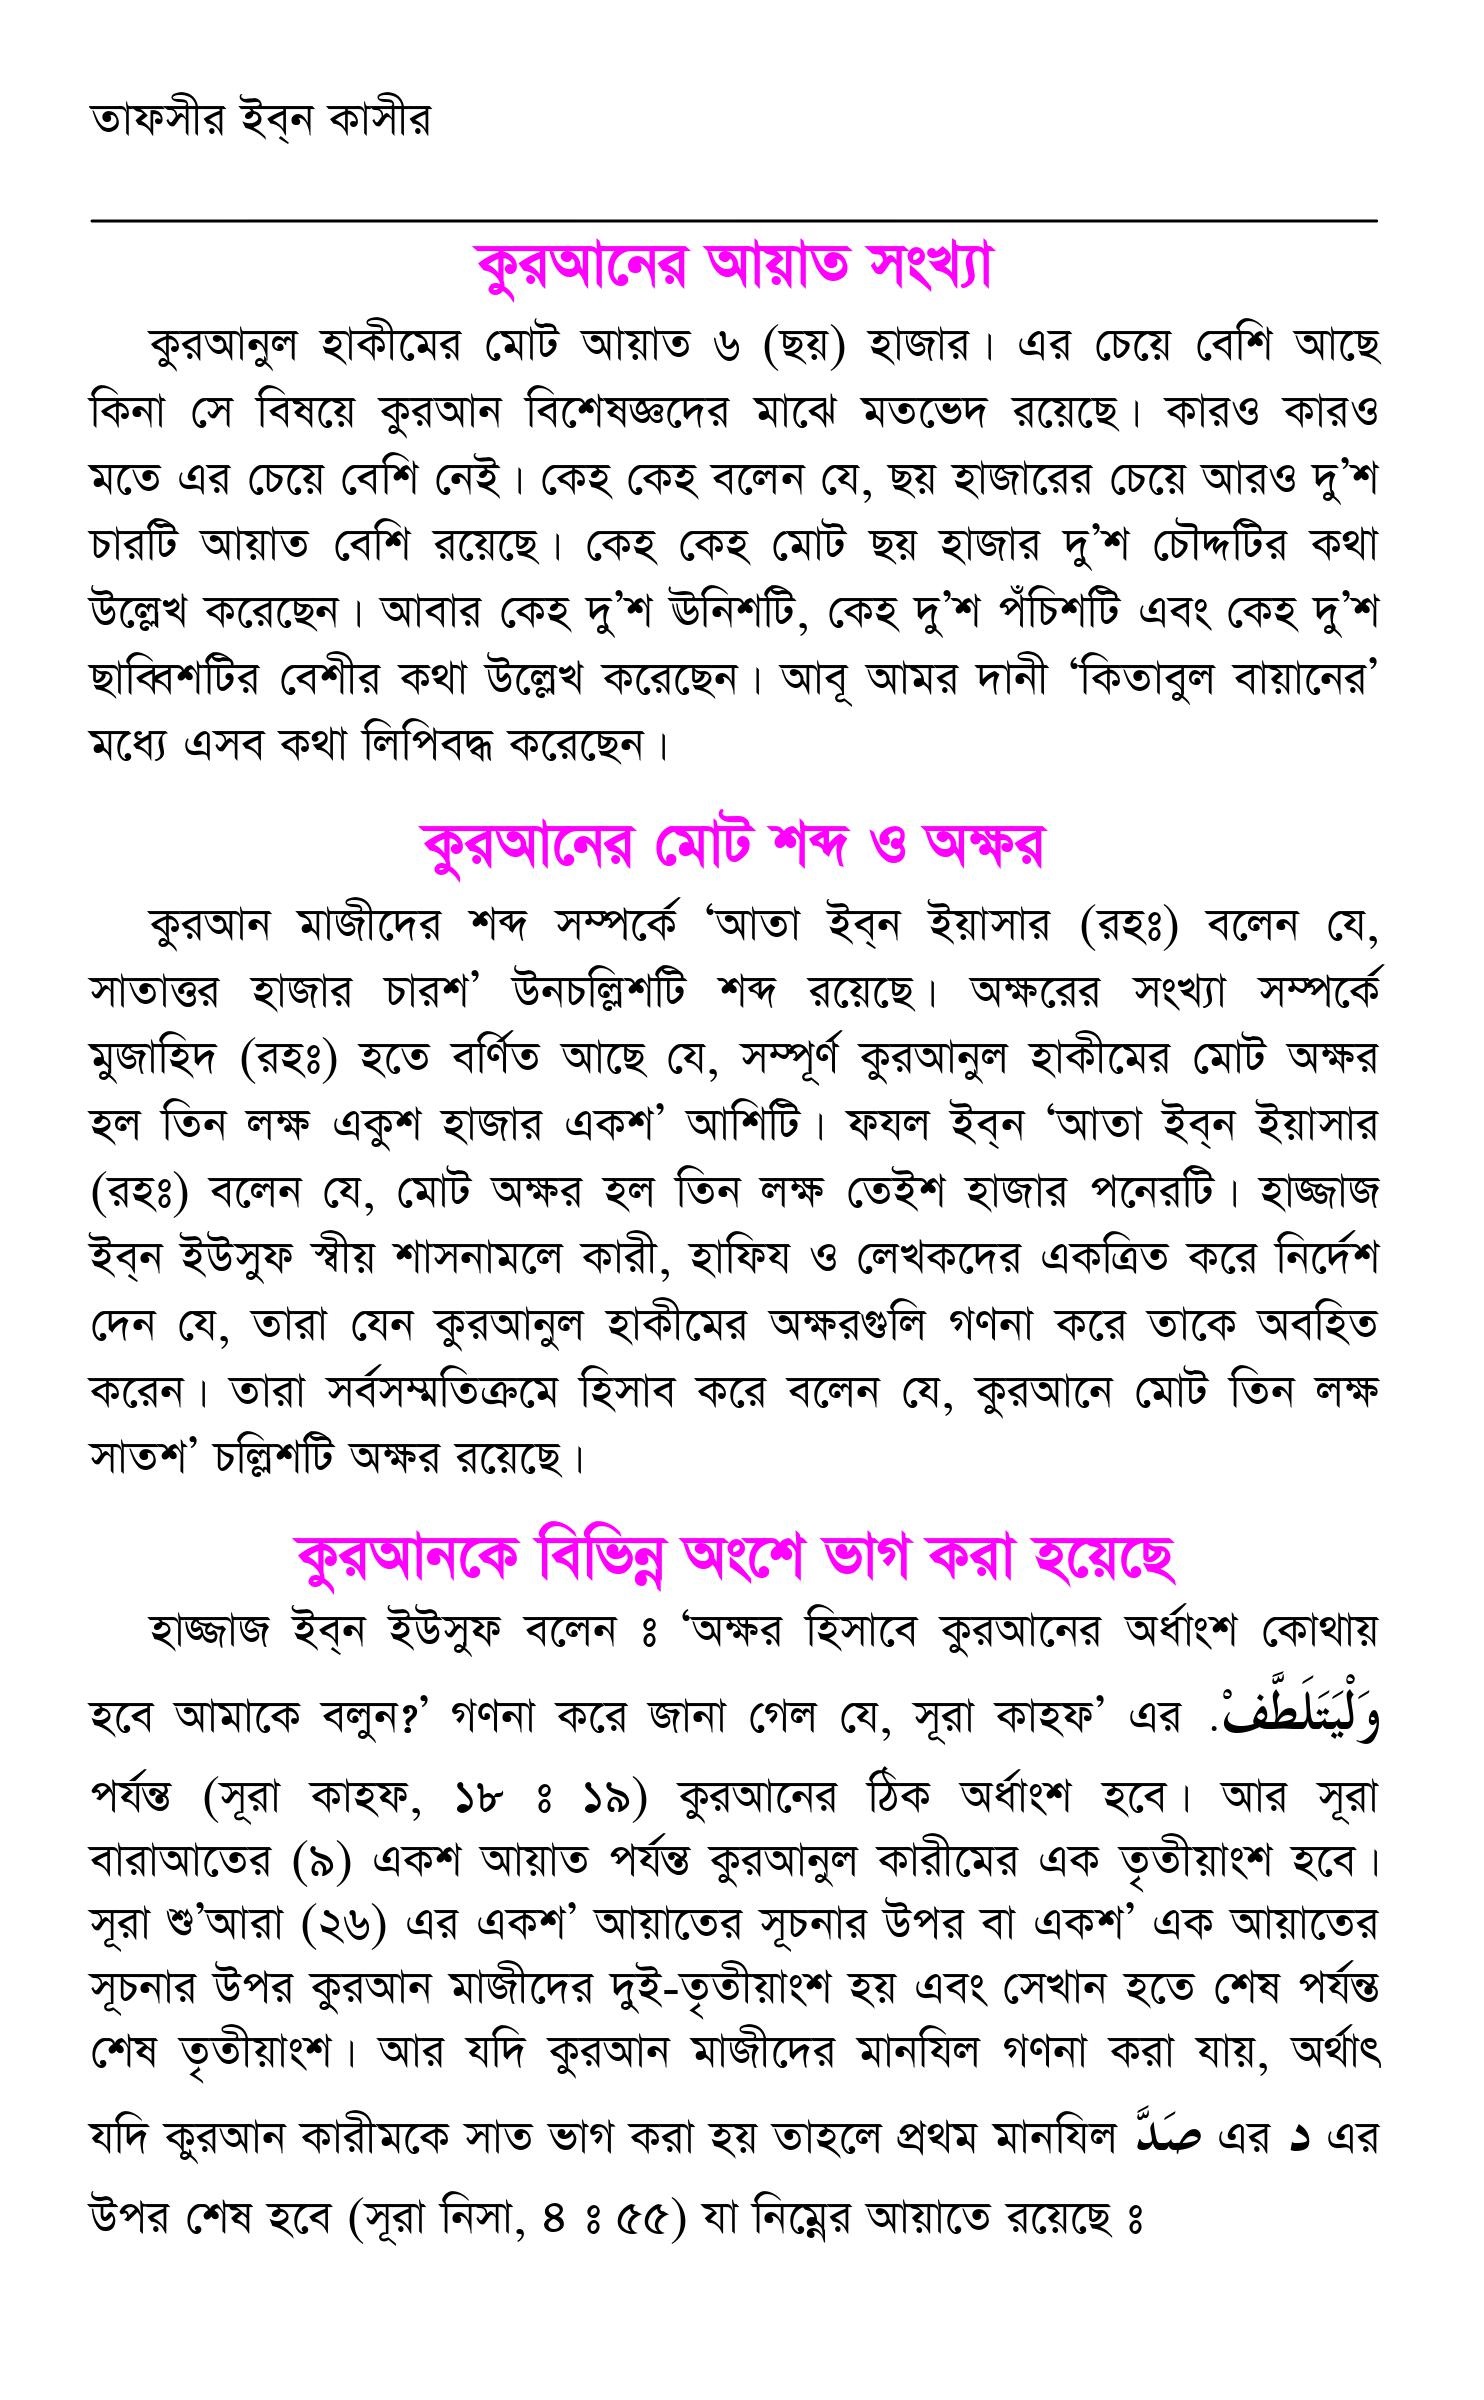 তাফসীর ইব্‌ন কাসীর
কুরআনের আয়াত সংখ্যা
কুরআনুল হাকীমের মোট আয়াত ৬ (ছয়) হাজার। এর চেয়ে বেশি আছে
কিনা সে বিষয়ে কুরআন বিশেষজ্ঞদের মাঝে মতভেদ রয়েছে। কারও কারও
মতে এর চেয়ে বেশি নেই। কেহ কেহ বলেন যে, ছয় হাজারের চেয়ে আরও দু’শ
চারটি আয়াত বেশি রয়েছে। কেহ কেহ মোট ছয় হাজার দু’শ চৌদ্দটির কথা
উল্লেখ করেছেন। আবার কেহ দু’শ ঊনিশটি, কেহ দু’শ পঁচিশটি এবং কেহ দু’শ
ছাব্বিশটির বেশীর কথা উল্লেখ করেছেন। আবূ আমর দানী ‘কিতাবুল বায়ানের’
মধ্যে এসব কথা লিপিবদ্ধ করেছেন।
কুরআনের মোট শব্দ ও অক্ষর
কুরআন মাজীদের শব্দ সম্পর্কে ‘আতা ইব্‌ন ইয়াসার (রহঃ) বলেন যে,
সাতাত্তর হাজার চারশ’ উনচল্লিশটি শব্দ রয়েছে। অক্ষরের সংখ্যা সম্পর্কে
মুজাহিদ (রহঃ) হতে বর্ণিত আছে যে, সম্পূর্ণ কুরআনুল হাকীমের মোট অক্ষর
হল তিন লক্ষ একুশ হাজার একশ’ আশিটি। ফযল ইব্‌ন ‘আতা ইব্‌ন ইয়াসার
(রহঃ) বলেন যে, মোট অক্ষর হল তিন লক্ষ তেইশ হাজার পনেরটি। হাজ্জাজ
ইব্‌ন ইউসুফ স্বীয় শাসনামলে কারী, হাফিয ও লেখকদের একত্রিত করে নির্দেশ
দেন যে, তারা যেন কুরআনুল হাকীমের অক্ষরগুলি গণনা করে তাকে অবহিত
করেন। তারা সর্বসম্মতিক্রমে হিসাব করে বলেন যে, কুরআনে মোট তিন লক্ষ
সাতশ’ চল্লিশটি অক্ষর রয়েছে।
কুরআনকে বিভিন্ন অংশে ভাগ করা হয়েছে
হাজ্জাজ ইব্‌ন ইউসুফ বলেন ঃ ‘অক্ষর হিসাবে কুরআনের অর্ধাংশ কোথায়
হবে আমাকে বলুন?’ গণনা করে জানা গেল যে, সূরা কাহফ’ এর وَلْيَتَلَطَّفْ.
পর্যন্ত (সূরা কাহফ, ১৮ ঃ ১৯) কুরআনের ঠিক অর্ধাংশ হবে। আর সূরা
বারাআতের (৯) একশ আয়াত পর্যন্ত কুরআনুল কারীমের এক তৃতীয়াংশ হবে।
সূরা শু’আরা (২৬) এর একশ’ আয়াতের সূচনার উপর বা একশ’ এক আয়াতের
সূচনার উপর কুরআন মাজীদের দুই-তৃতীয়াংশ হয় এবং সেখান হতে শেষ পর্যন্ত
শেষ তৃতীয়াংশ। আর যদি কুরআন মাজীদের মানযিল গণনা করা যায়, অর্থাৎ
যদি কুরআন কারীমকে সাত ভাগ করা হয় তাহলে প্রথম মানযিল صَدَّ এর د এর
উপর শেষ হবে (সূরা নিসা, ৪ ঃ ৫৫) যা নিম্নের আয়াতে রয়েছে ঃ